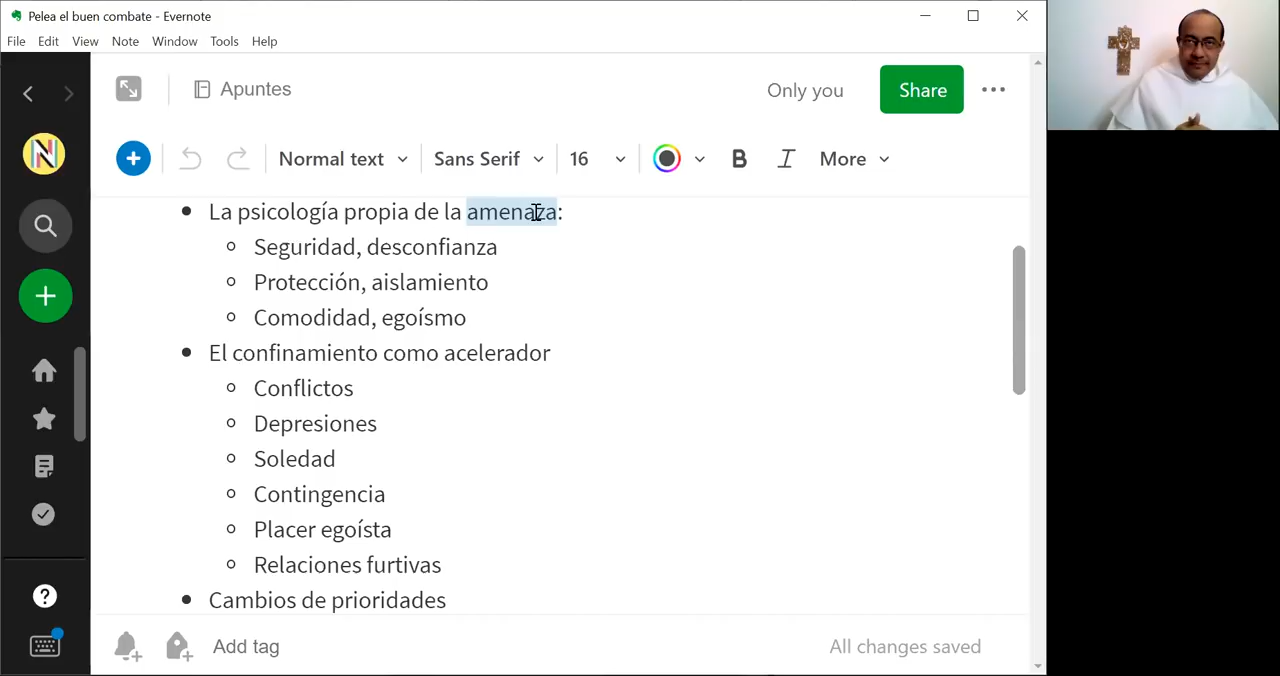 Pelea el buen combate - Evernote
File Edit View Note Window Tools Help
Apuntes
Only you
Share
Normal text
Sans Serif
16
B
I
More
La psicología propia de la amenaza:
Seguridad, desconfianza
Protección, aislamiento
Comodidad, egoísmo
El confinamiento como acelerador
Conflictos
Depresiones
Soledad
Contingencia
Placer egoísta
Relaciones furtivas
Cambios de prioridades
Add tag
All changes saved